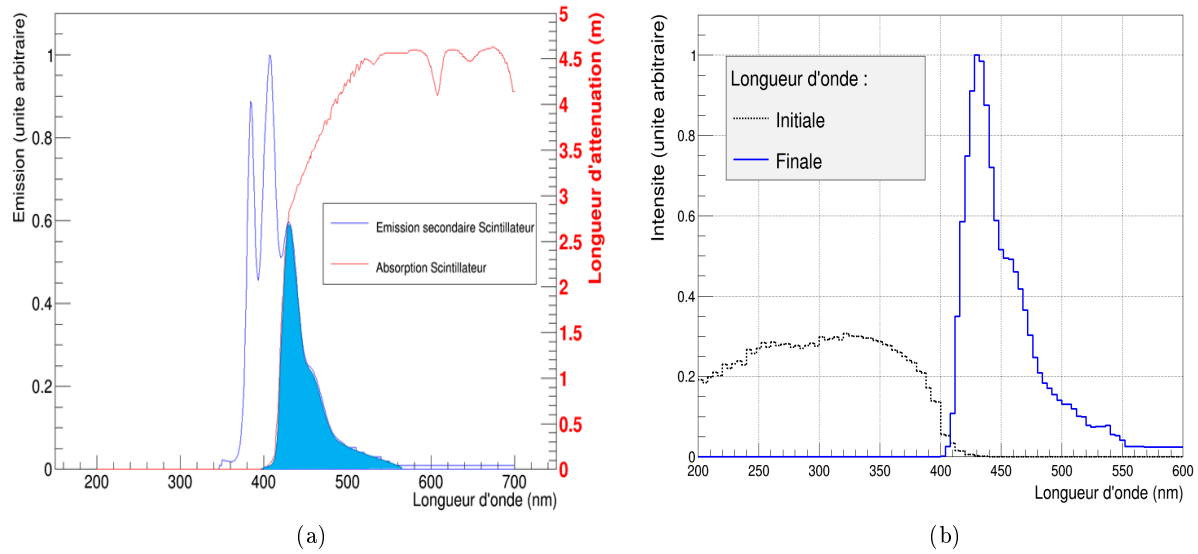 Emission (unite arbitraire)
1
0.8
0.6
0.4
0.2
0
200 300 400 500 600 700
Longueur d'onde (nm)
5
4.5
4
3.5
3
2.5
2
1.5
1
0.5
0
Longueur d'attenuation (m)
Emission secondaire Scintillateur
Absorption Scintillateur
(a)
Intensite (unite arbitraire)
1
0.8
0.6
0.4
0.2
0
200 250 300 350 400 450 500 550 600
Longueur d'onde (nm)
Longueur d'onde :
Initiale
Finale
(b)